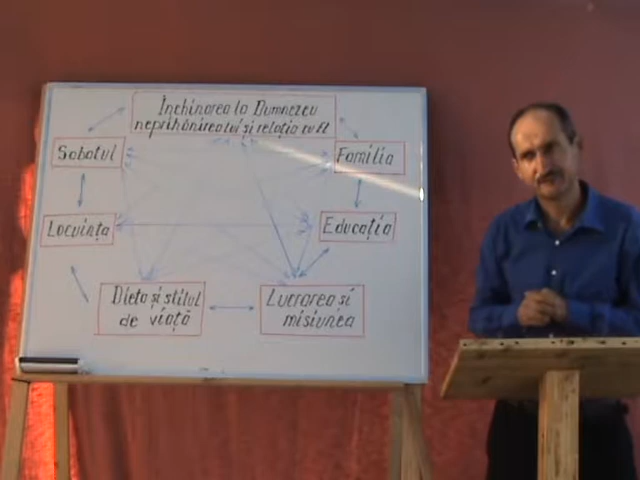 Închinarea la Dumnezeu
neprihănirea Lui și relația cu El
Sabatul
Familia
Locuința
Educația
Dieta și stilul
de viață
Lucrarea și
misiunea